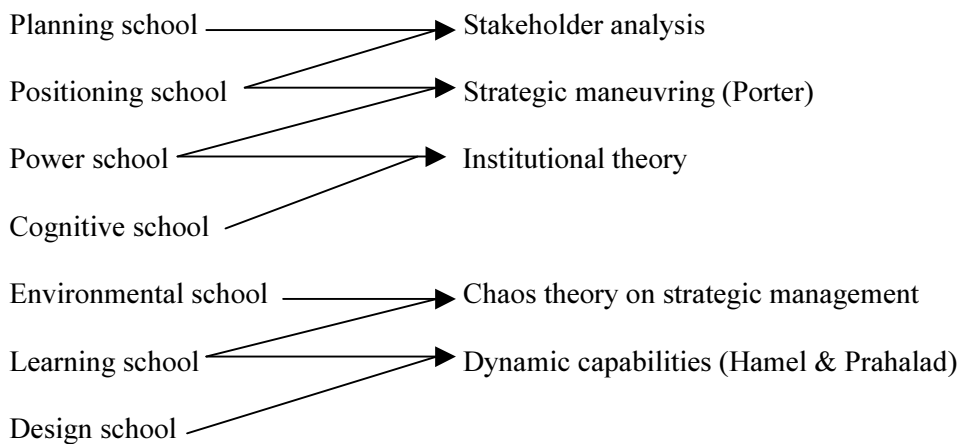 Planning school Stakeholder analysis
Positioning school Strategic maneuvring (Porter)
Power school Institutional theory
Cognitive school
Environmental school Chaos theory on strategic management
Learning school Dynamic capabilities (Hamel & Prahalad)
Design school